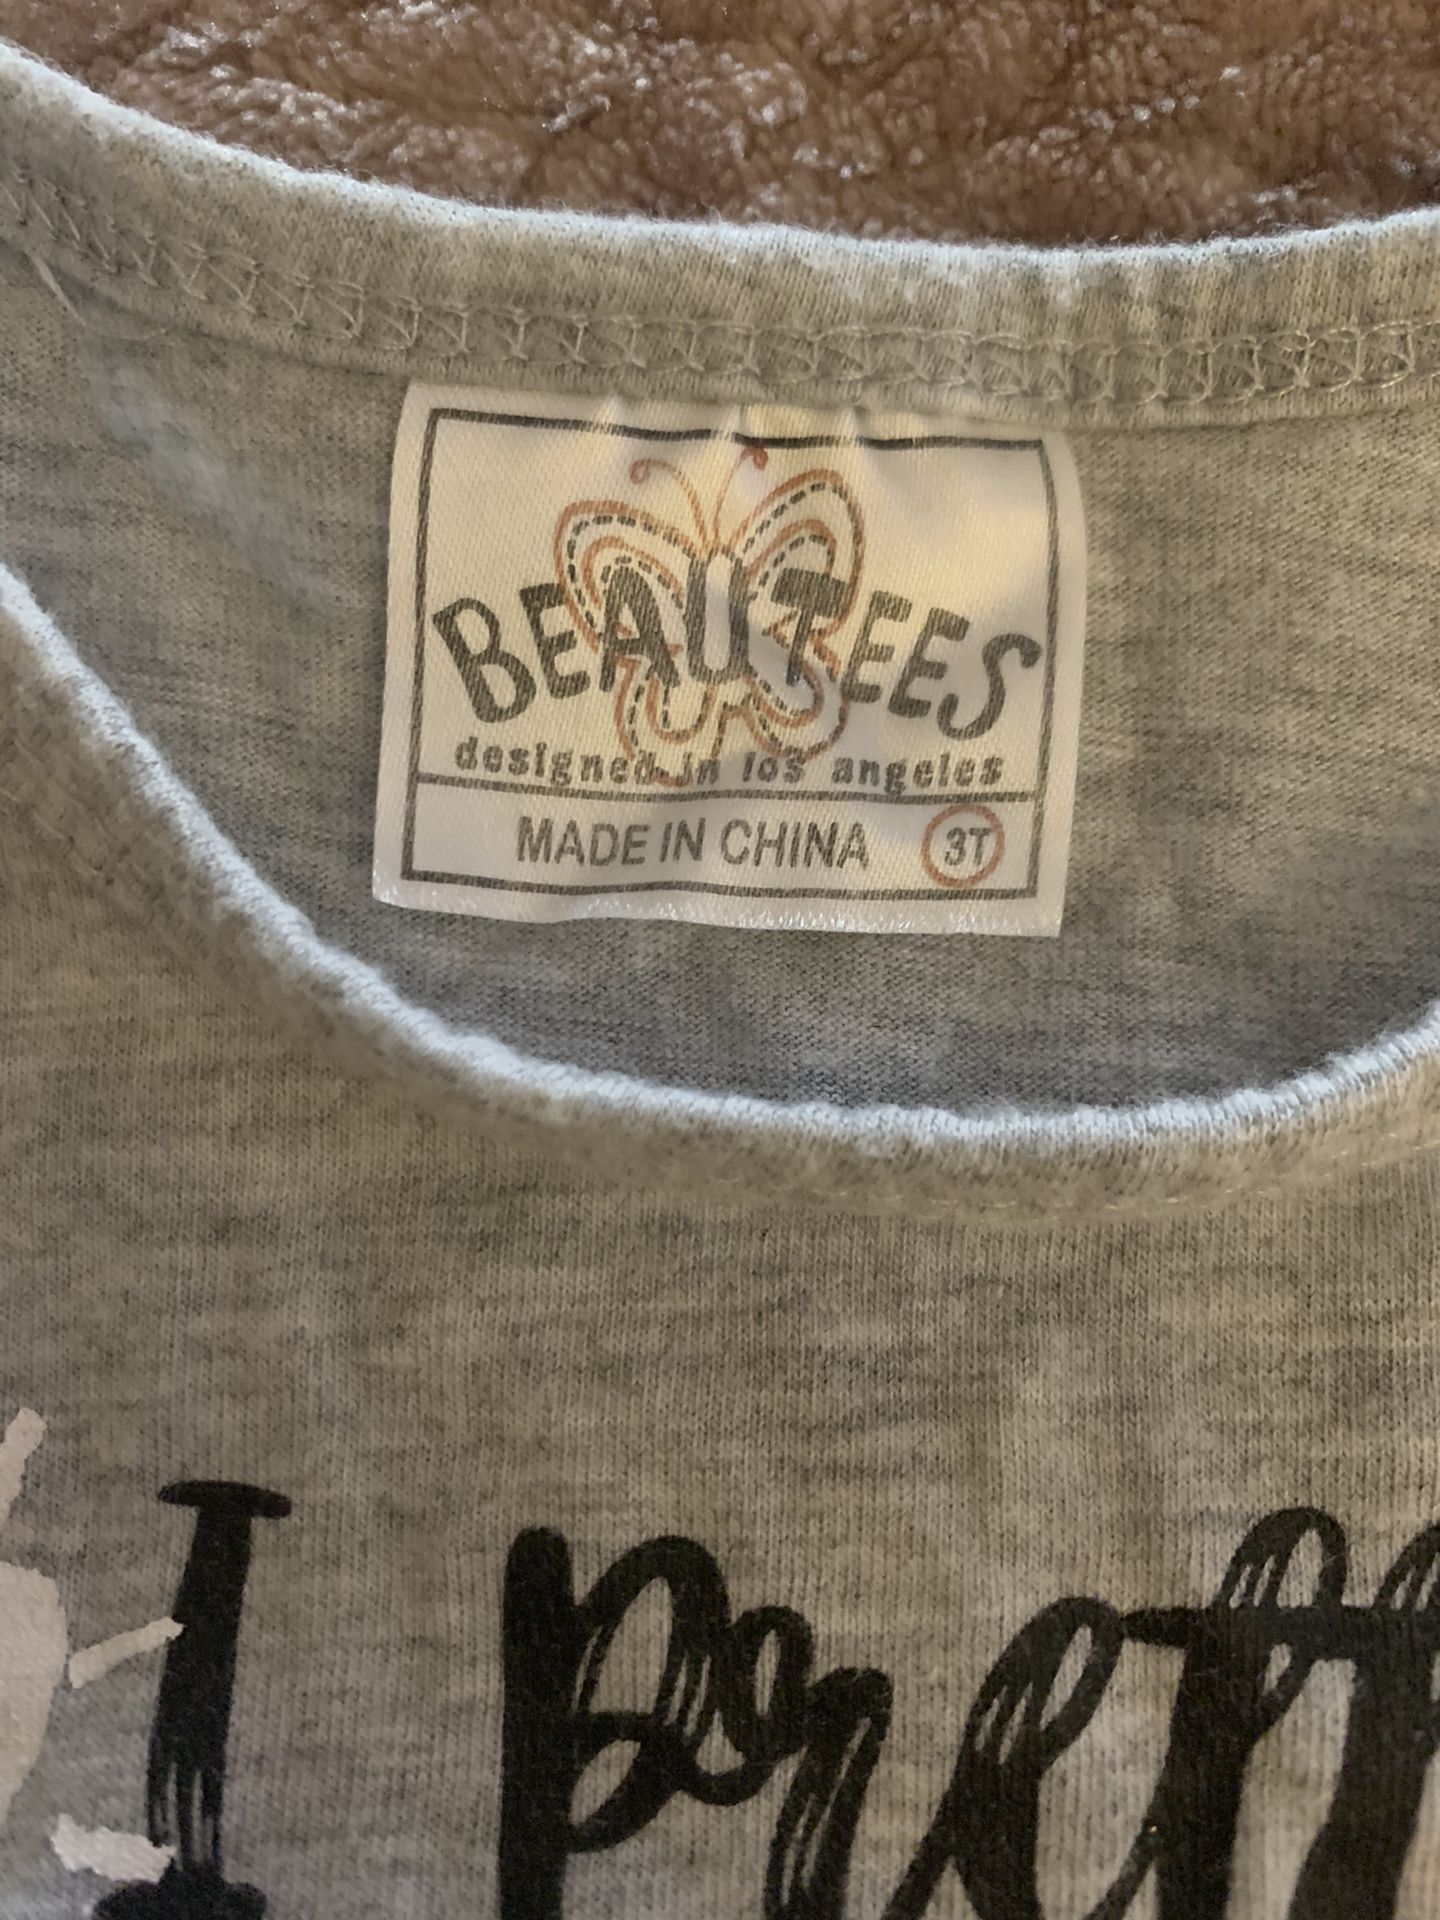 BEAUTEES
designed in los angeles
MADE IN CHINA 3T
I